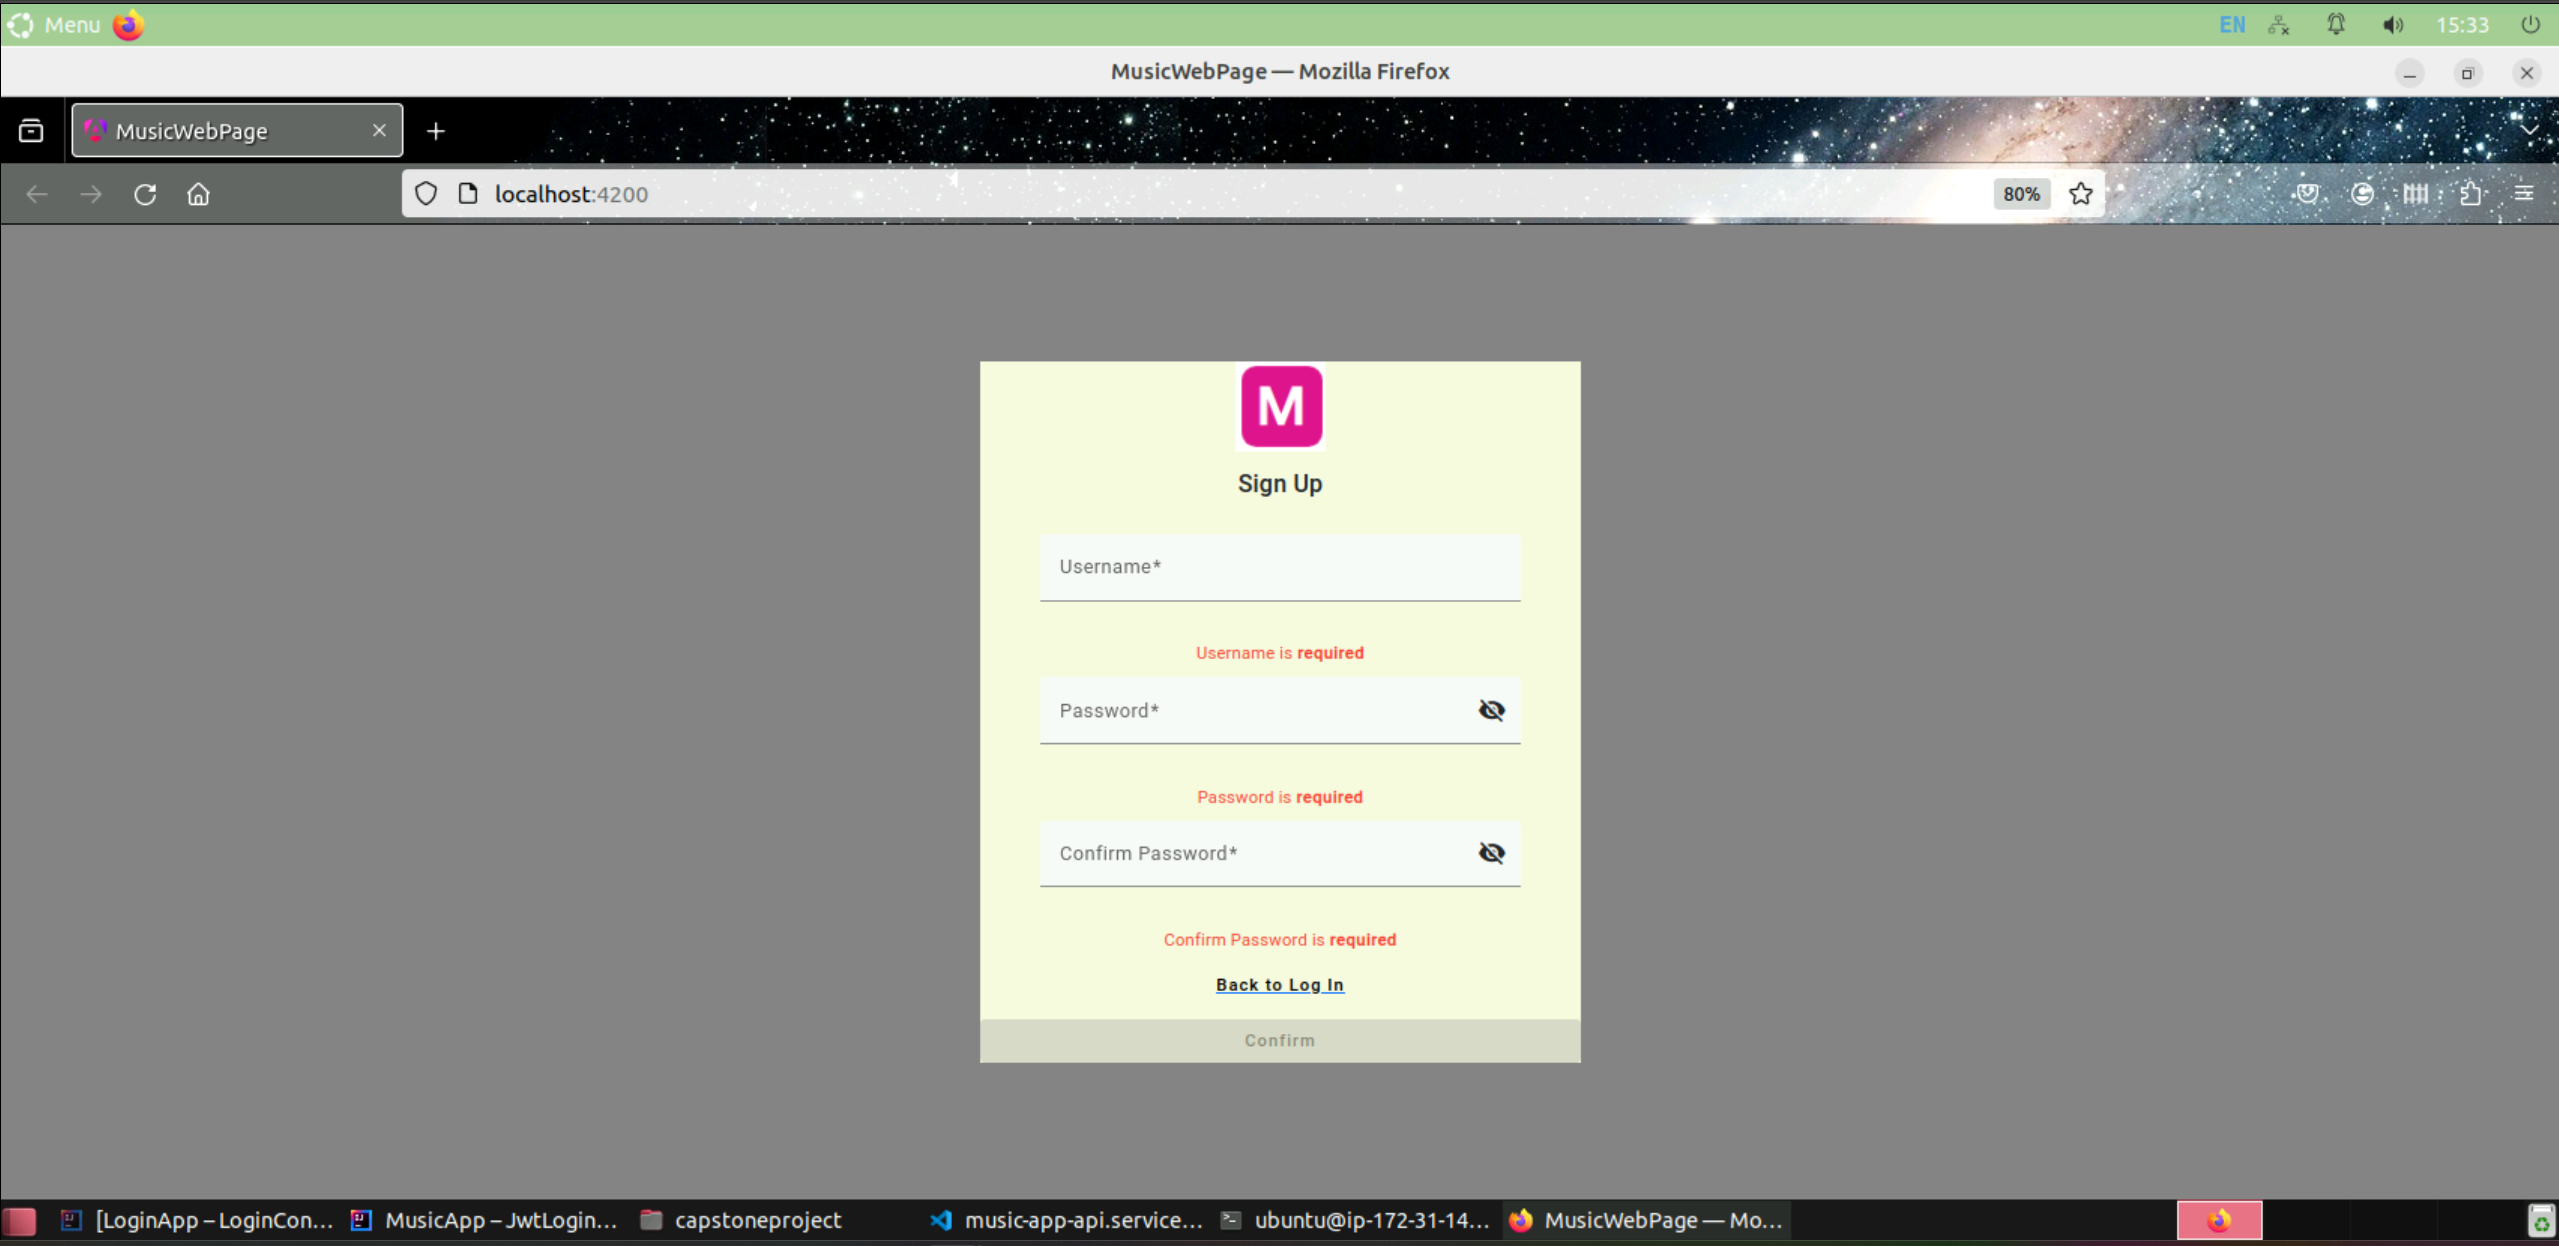 Menu
EN
15:33
MusicWebPage — Mozilla Firefox
MusicWebPage
localhost:4200
80%
M
Sign Up
Username*
Username is required
Password*
Password is required
Confirm Password*
Confirm Password is required
Back to Log In
Confirm
[LoginApp – LoginCon...
MusicApp – JwtLogin...
capstoneproject
music-app-api.service...
ubuntu@ip-172-31-14...
MusicWebPage — Mo...